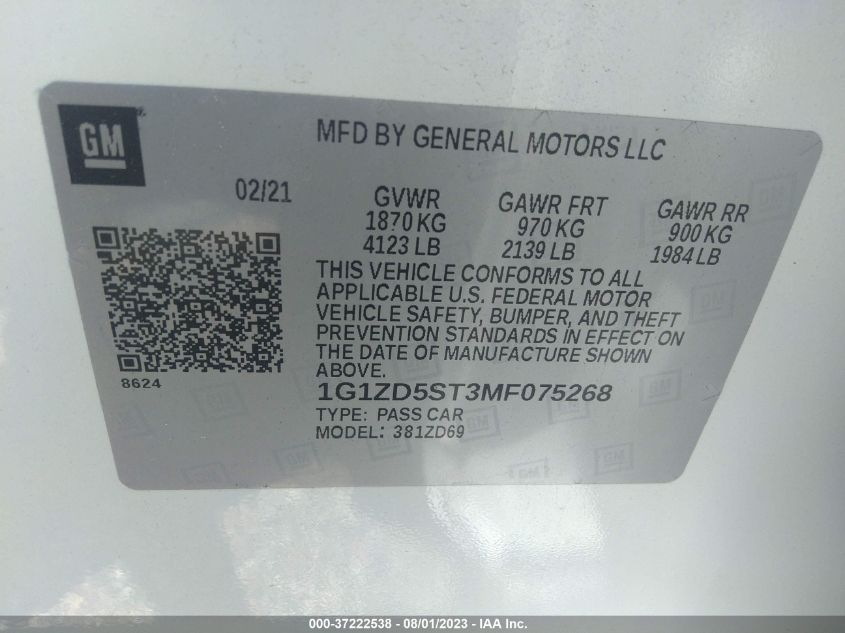 GM
MFD BY GENERAL MOTORS LLC
02/21
GVWR
1870 KG
4123 LB
GAWR FRT
970 KG
2139 LB
GAWR RR
900 KG
1984 LB
THIS VEHICLE CONFORMS TO ALL
APPLICABLE U.S. FEDERAL MOTOR
VEHICLE SAFETY, BUMPER, AND THEFT
PREVENTION STANDARDS IN EFFECT ON
THE DATE OF MANUFACTURE SHOWN
ABOVE.
8624
1G1ZD5ST3MF075268
TYPE: PASS CAR
MODEL: 381ZD69
000-37222538 - 08/01/2023 - IAA Inc.